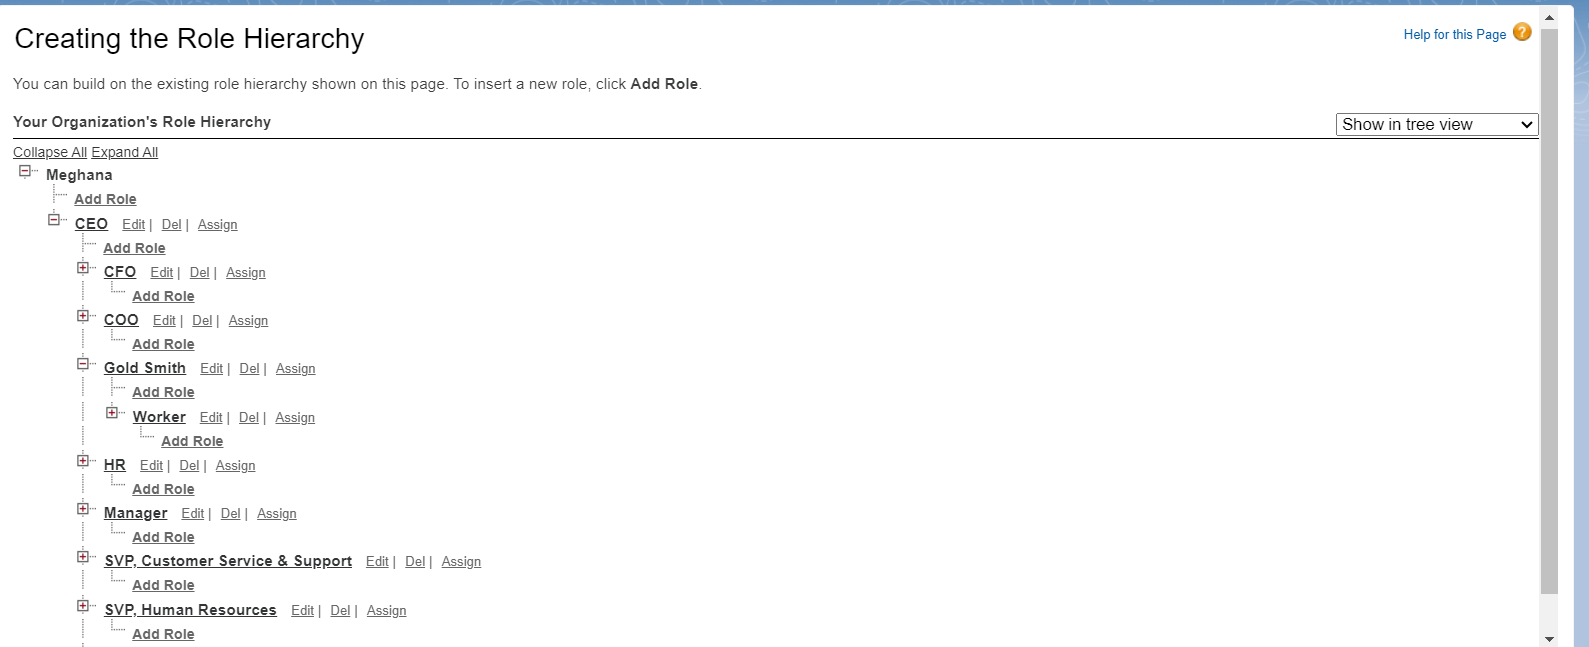 Creating the Role Hierarchy
Help for this Page ?
You can build on the existing role hierarchy shown on this page. To insert a new role, click Add Role.
Your Organization's Role Hierarchy
Show in tree view
Collapse All Expand All
Meghana
Add Role
CEO Edit | Del | Assign
Add Role
CFO Edit | Del | Assign
Add Role
COO Edit | Del | Assign
Add Role
Gold Smith Edit | Del | Assign
Add Role
Worker Edit | Del | Assign
Add Role
HR Edit | Del | Assign
Add Role
Manager Edit | Del | Assign
Add Role
SVP, Customer Service & Support Edit | Del | Assign
Add Role
SVP, Human Resources Edit | Del | Assign
Add Role